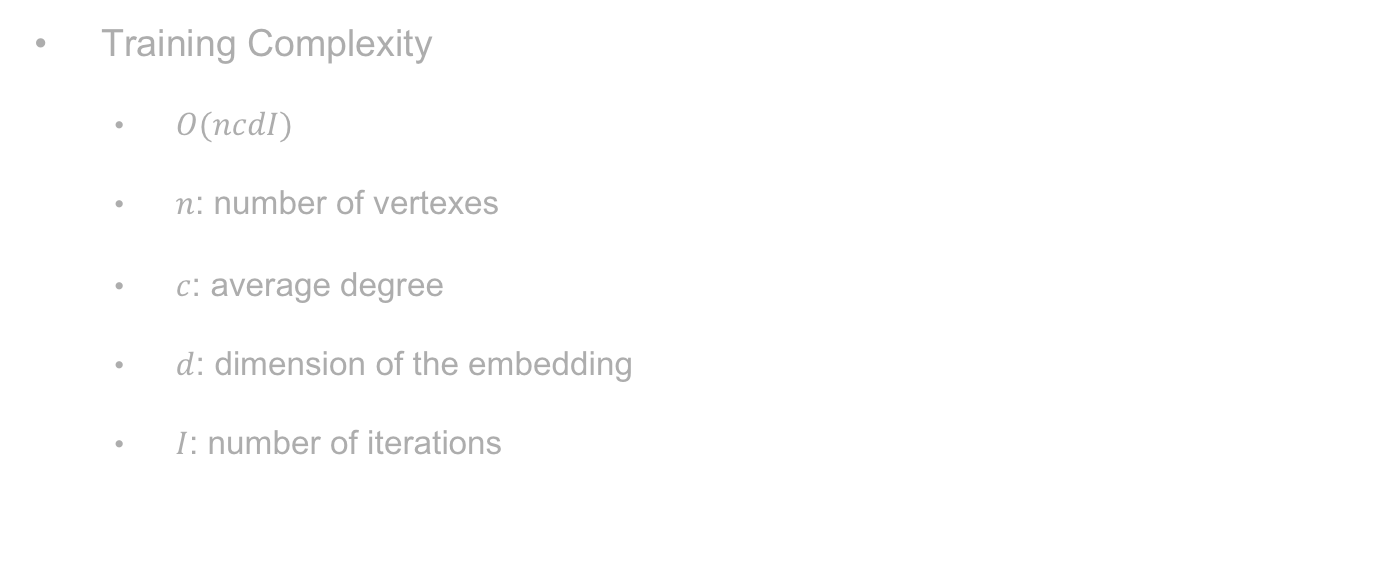 • Training Complexity
• O(ncdI)
• n: number of vertexes
• c: average degree
• d: dimension of the embedding
• I: number of iterations